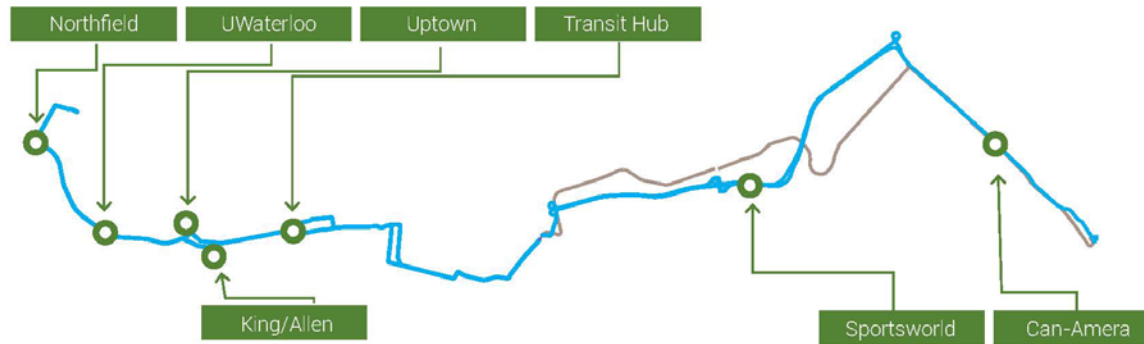 Northfield
UWaterloo
Uptown
Transit Hub
King/Allen
Sportsworld
Can-Amera